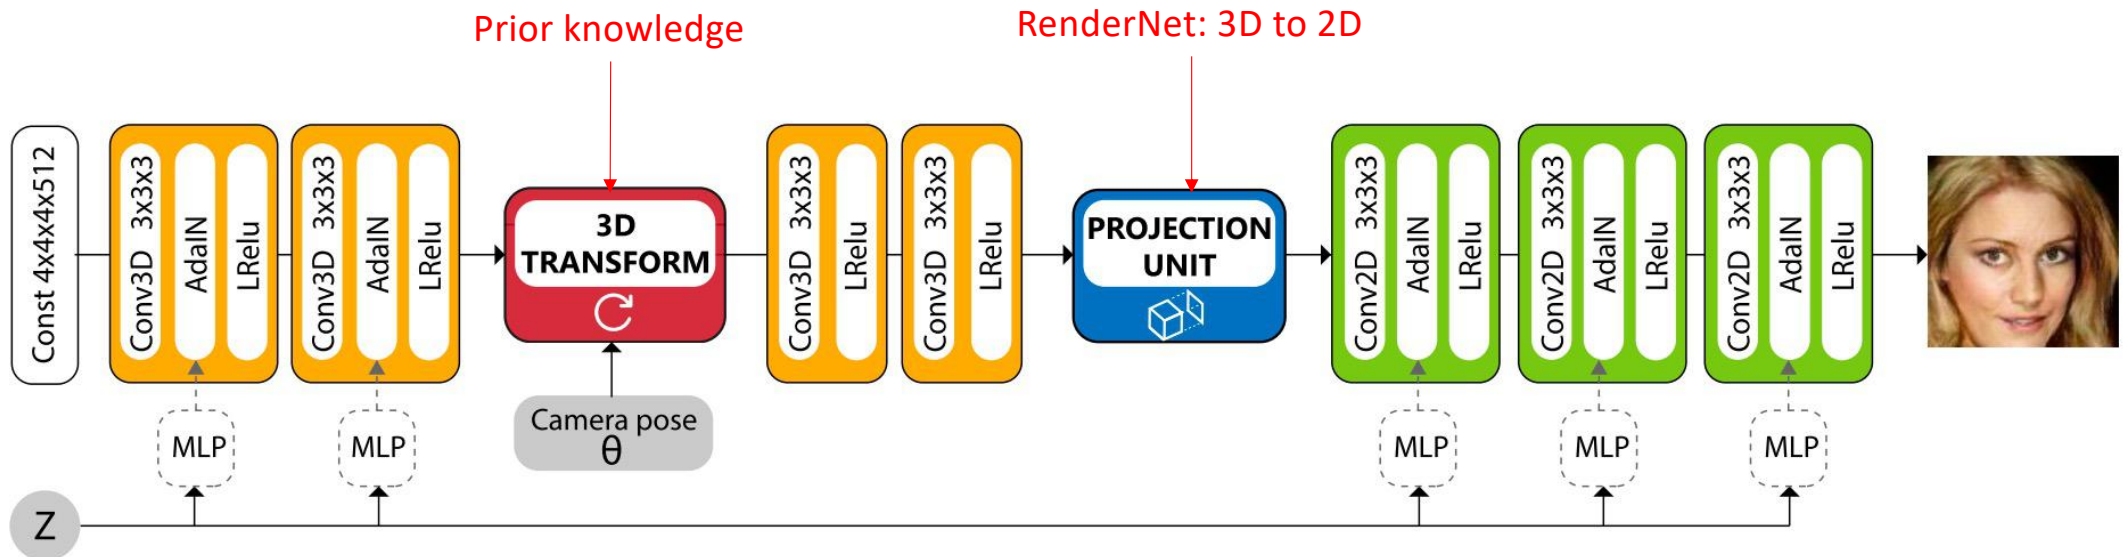 Prior knowledge
RenderNet: 3D to 2D
Const 4x4x4x512
Conv3D 3x3x3
AdaIN
LRelu
Conv3D 3x3x3
AdaIN
LRelu
3D
TRANSFORM
Conv3D 3x3x3
LRelu
Conv3D 3x3x3
LRelu
PROJECTION
UNIT
Conv2D 3x3x3
AdaIN
LRelu
Conv2D 3x3x3
AdaIN
LRelu
Conv2D 3x3x3
AdaIN
LRelu
MLP
MLP
Camera pose
θ
MLP
MLP
MLP
Z